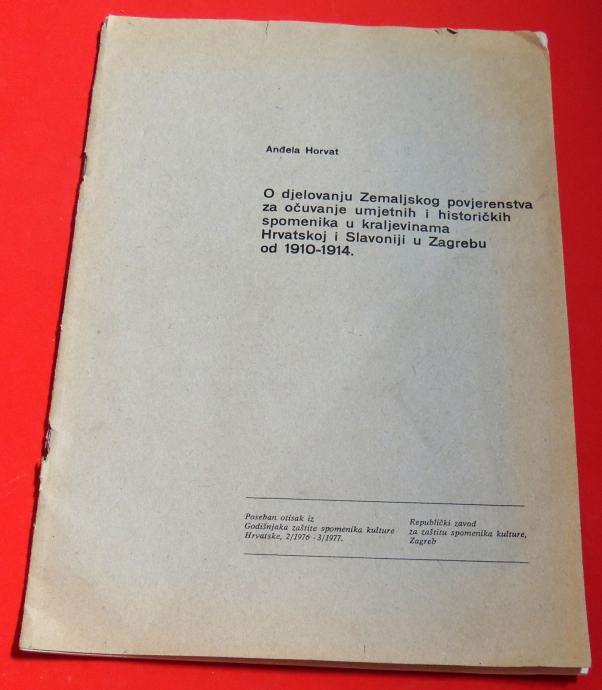 Anđela Horvat
O djelovanju Zemaljskog povjerenstva
za očuvanje umjetnih i historičkih
spomenika u kraljevinama
Hrvatskoj i Slavoniji u Zagrebu
od 1910-1914.
Poseban otisak iz
Godišnjaka zaštite spomenika kulture
Hrvatske, 2/1976 - 3/1977.
Republički zavod
za zaštitu spomenika kulture,
Zagreb